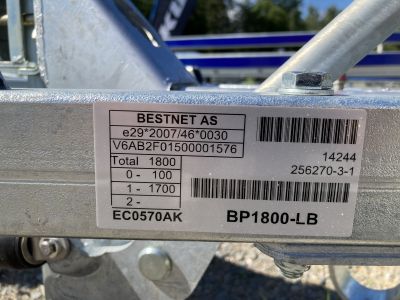 BESTNET AS
e29*2007/46*0030
V6AB2F01500001576
Total 1800
0 - 100
1 - 1700
2 -
EC0570AK
14244
256270-3-1
BP1800-LB